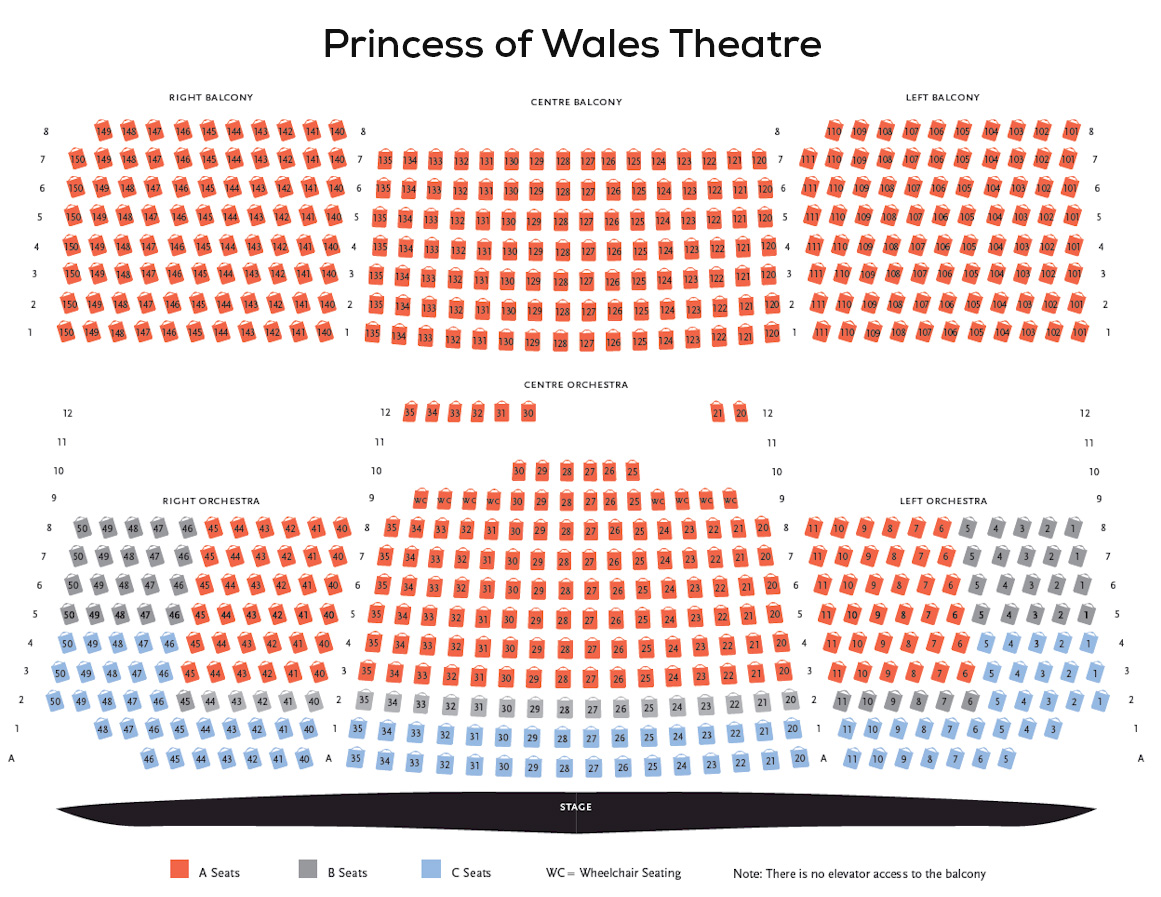 Princess of Wales Theatre
RIGHT BALCONY
CENTRE BALCONY
LEFT BALCONY
8 149 148 147 146 145 144 143 142 141 140 8 8 110 109 108 107 106 105 104 103 102 101 8
7 150 149 148 147 146 145 144 143 142 141 140 7 135 134 133 132 131 130 129 128 127 126 125 124 123 122 121 120 7 111 110 109 108 107 106 105 104 103 102 101 7
6 150 149 148 147 146 145 144 143 142 141 140 6 135 134 133 132 131 130 129 128 127 126 125 124 123 122 121 120 6 111 110 109 108 107 106 105 104 103 102 101 6
5 150 149 148 147 146 145 144 143 142 141 140 5 135 134 133 132 131 130 129 128 127 126 125 124 123 122 121 120 5 111 110 109 108 107 106 105 104 103 102 101 5
4 150 149 148 147 146 145 144 143 142 141 140 4 135 134 133 132 131 130 129 128 127 126 125 124 123 122 121 120 4 111 110 109 108 107 106 105 104 103 102 101 4
3 150 149 148 147 146 145 144 143 142 141 140 3 135 134 133 132 131 130 129 128 127 126 125 124 123 122 121 120 3 111 110 109 108 107 106 105 104 103 102 101 3
2 150 149 148 147 146 145 144 143 142 141 140 2 135 134 133 132 131 130 129 128 127 126 125 124 123 122 121 120 2 111 110 109 108 107 106 105 104 103 102 101 2
1 150 149 148 147 146 145 144 143 142 141 140 1 135 134 133 132 131 130 129 128 127 126 125 124 123 122 121 120 1 111 110 109 108 107 106 105 104 103 102 101 1
CENTRE ORCHESTRA
12 12 35 34 33 32 31 30 21 20 12 12
11 11 11 11
10 10 30 29 28 27 26 25 10 10
9 9 WC WC WC WC 30 29 28 27 26 25 WC WC WC WC 9 9
RIGHT ORCHESTRA
LEFT ORCHESTRA
8 50 49 48 47 46 45 44 43 42 41 40 8 35 34 33 32 31 30 29 28 27 26 25 24 23 22 21 20 8 11 10 9 8 7 6 5 4 3 2 1 8
7 50 49 48 47 46 45 44 43 42 41 40 7 35 34 33 32 31 30 29 28 27 26 25 24 23 22 21 20 7 11 10 9 8 7 6 5 4 3 2 1 7
6 50 49 48 47 46 45 44 43 42 41 40 6 35 34 33 32 31 30 29 28 27 26 25 24 23 22 21 20 6 11 10 9 8 7 6 5 4 3 2 1 6
5 50 49 48 47 46 45 44 43 42 41 40 5 35 34 33 32 31 30 29 28 27 26 25 24 23 22 21 20 5 11 10 9 8 7 6 5 4 3 2 1 5
4 50 49 48 47 46 45 44 43 42 41 40 4 35 34 33 32 31 30 29 28 27 26 25 24 23 22 21 20 4 11 10 9 8 7 6 5 4 3 2 1 4
3 50 49 48 47 46 45 44 43 42 41 40 3 35 34 33 32 31 30 29 28 27 26 25 24 23 22 21 20 3 11 10 9 8 7 6 5 4 3 2 1 3
2 50 49 48 47 46 45 44 43 42 41 40 2 35 34 33 32 31 30 29 28 27 26 25 24 23 22 21 20 2 11 10 9 8 7 6 5 4 3 2 1 2
1 48 47 46 45 44 43 42 41 40 1 35 34 33 32 31 30 29 28 27 26 25 24 23 22 21 20 1 11 10 9 8 7 6 5 4 3 1
A 46 45 44 43 42 41 40 A 35 34 33 32 31 30 29 28 27 26 25 24 23 22 21 20 A 11 10 9 8 7 6 5 A
STAGE
A Seats
B Seats
C Seats
WC = Wheelchair Seating
Note: There is no elevator access to the balcony